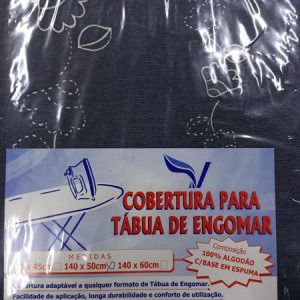 COBERTURA PARA
TÁBUA DE ENGOMAR
MEDIDAS
45cm 140 x 50cm 140 x 60cm
Composição
100% ALGODÃO
C/BASE EM ESPUMA
Cobertura adaptável a qualquer formato de Tábua de Engomar.
Facilidade de aplicação, longa durabilidade e conforto de utilização.